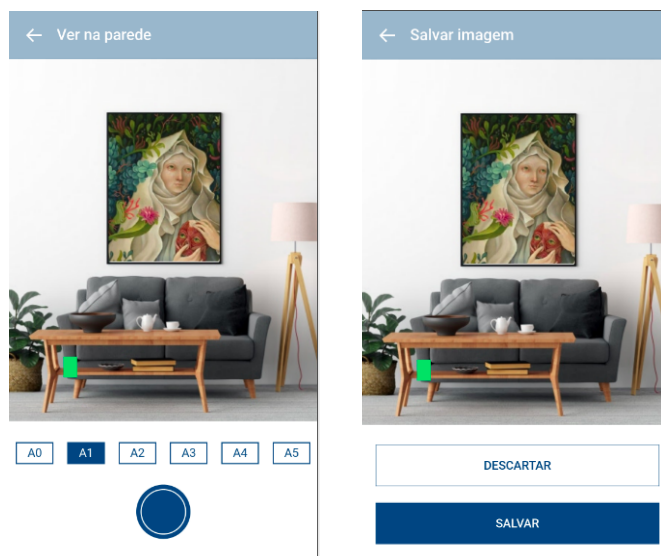 Ver na parede
A0 A1 A2 A3 A4 A5
Salvar imagem
DESCARTAR
SALVAR